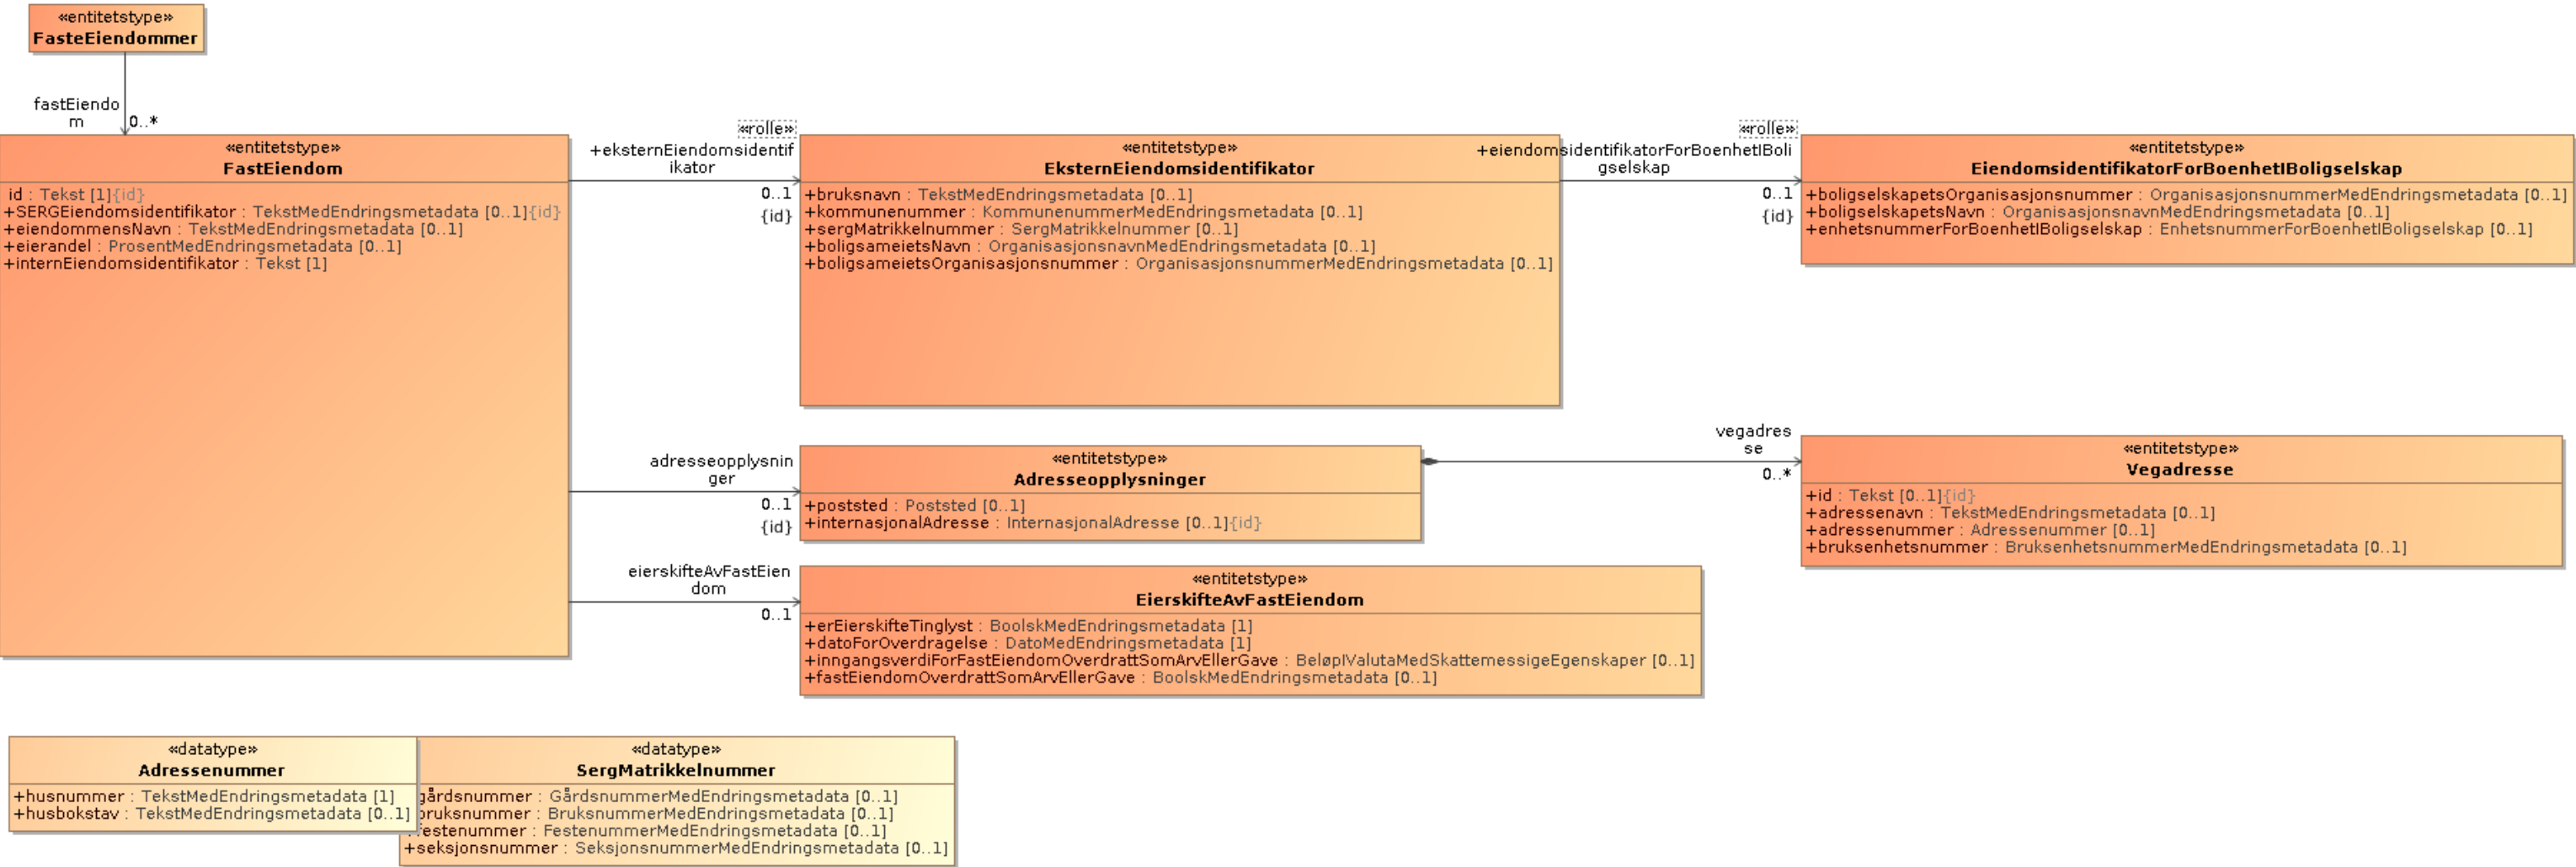 «entitetstype»
FasteEiendommer
fastEiendo
m
0..*
«entitetstype»
FastEiendom
id : Tekst [1]{id}
+SERGEiendomsidentifikator : TekstMedEndringsmetadata [0..1]{id}
+eiendommensNavn : TekstMedEndringsmetadata [0..1]
+eierandel : ProsentMedEndringsmetadata [0..1]
+internEiendomsidentifikator : Tekst [1]
«rolle»
+eksternEiendomsidentif
ikator
0..1
{id}
«entitetstype»
EksternEiendomsidentifikator
+bruksnavn : TekstMedEndringsmetadata [0..1]
+kommunenummer : KommunenummerMedEndringsmetadata [0..1]
+sergMatrikkelnummer : SergMatrikkelnummer [0..1]
+boligsameietsNavn : OrganisasjonsnavnMedEndringsmetadata [0..1]
+boligsameietsOrganisasjonsnummer : OrganisasjonsnummerMedEndringsmetadata [0..1]
«rolle»
+eiendomsidentifikatorForBoenhetIBoli
gselskap
0..1
{id}
«entitetstype»
EiendomsidentifikatorForBoenhetIBoligselskap
+boligselskapetsOrganisasjonsnummer : OrganisasjonsnummerMedEndringsmetadata [0..1]
+boligselskapetsNavn : OrganisasjonsnavnMedEndringsmetadata [0..1]
+enhetsnummerForBoenhetIBoligselskap : EnhetsnummerForBoenhetIBoligselskap [0..1]
adresseopplysnin
ger
0..1
{id}
«entitetstype»
Adresseopplysninger
+poststed : Poststed [0..1]
+internasjonalAdresse : InternasjonalAdresse [0..1]{id}
vegadres
se
0..*
«entitetstype»
Vegadresse
+id : Tekst [0..1]{id}
+adressenavn : TekstMedEndringsmetadata [0..1]
+adressenummer : Adressenummer [0..1]
+bruksenhetsnummer : BruksenhetsnummerMedEndringsmetadata [0..1]
eierskifteAvFastEien
dom
0..1
«entitetstype»
EierskifteAvFastEiendom
+erEierskifteTinglyst : BoolskMedEndringsmetadata [1]
+datoForOverdragelse : DatoMedEndringsmetadata [1]
+inngangsverdiForFastEiendomOverdrattSomArvEllerGave : BeløpIValutaMedSkattemessigeEgenskaper [0..1]
+fastEiendomOverdrattSomArvEllerGave : BoolskMedEndringsmetadata [0..1]
«datatype»
Adressenummer
+husnummer : TekstMedEndringsmetadata [1]
+husbokstav : TekstMedEndringsmetadata [0..1]
«datatype»
SergMatrikkelnummer
gårdsnummer : GårdsnummerMedEndringsmetadata [0..1]
bruksnummer : BruksnummerMedEndringsmetadata [0..1]
festenummer : FestenummerMedEndringsmetadata [0..1]
+seksjonsnummer : SeksjonsnummerMedEndringsmetadata [0..1]